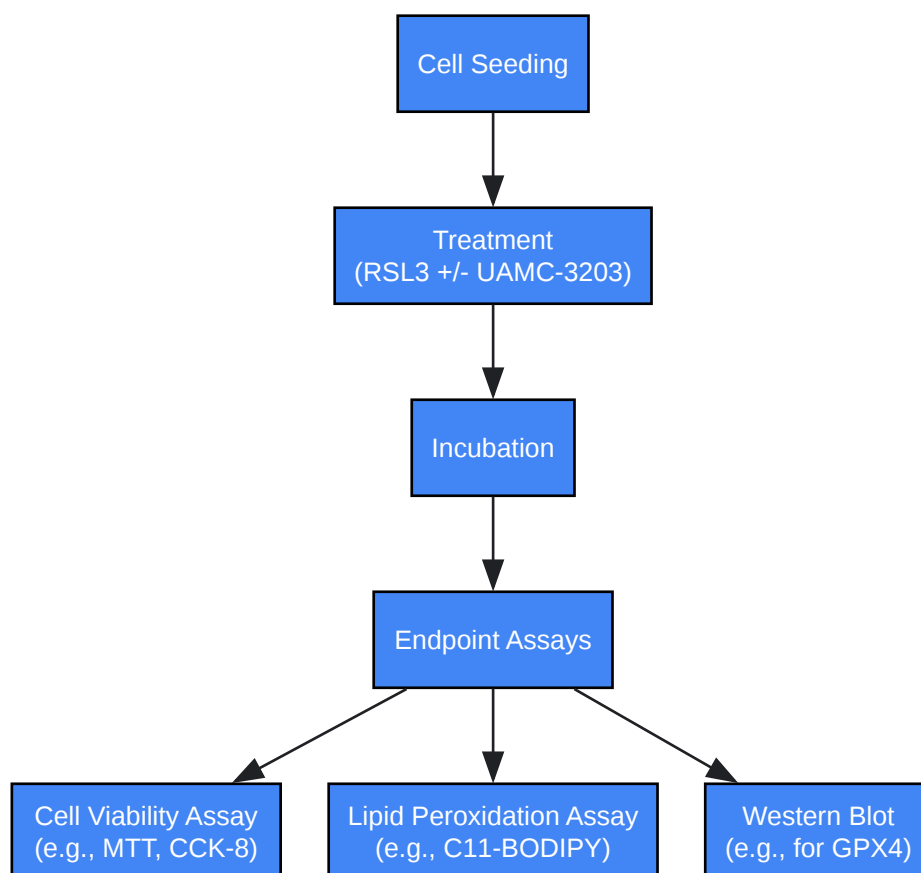 Cell Seeding
Treatment
(RSL3 +/- UAMC-3203)
Incubation
Endpoint Assays
Cell Viability Assay
(e.g., MTT, CCK-8)
Lipid Peroxidation Assay
(e.g., C11-BODIPY)
Western Blot
(e.g., for GPX4)